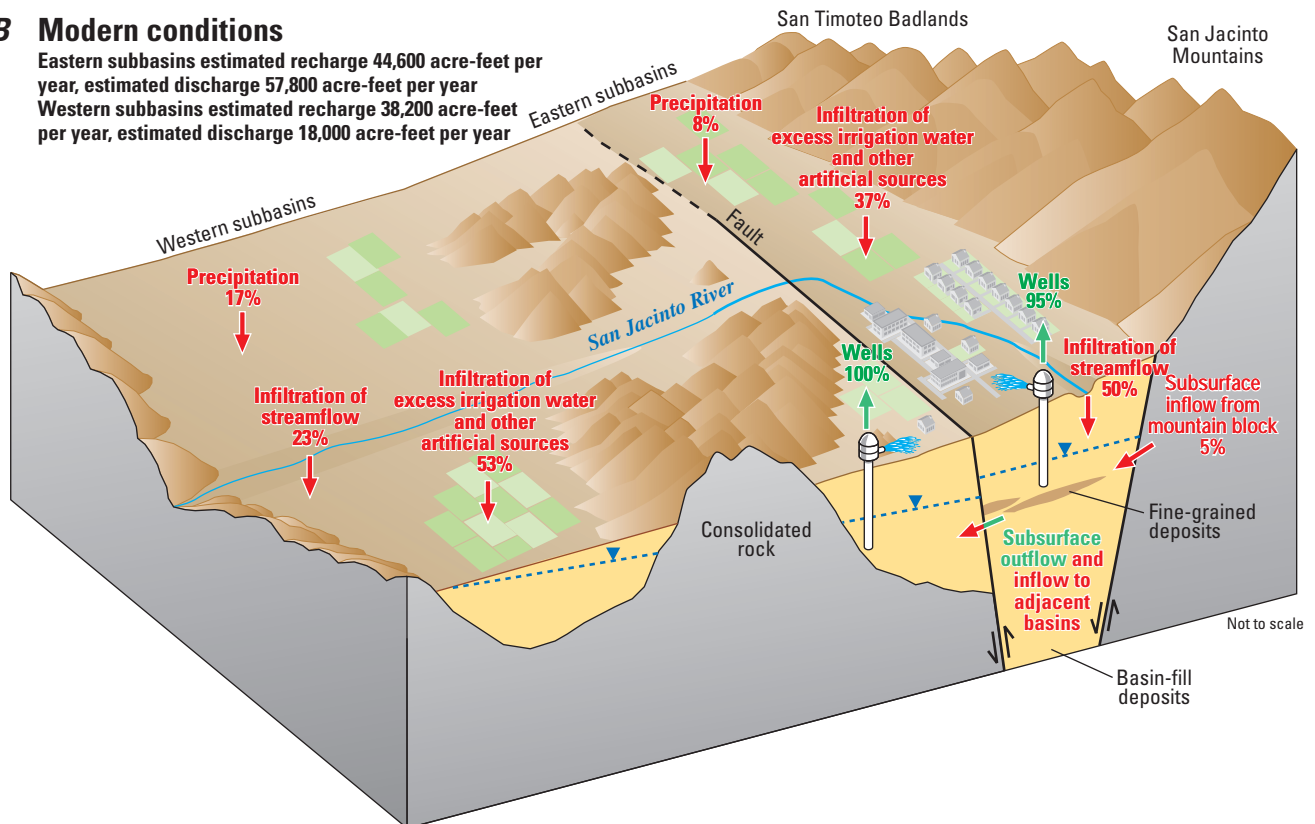 B Modern conditions
Eastern subbasins estimated recharge 44,600 acre-feet per
year, estimated discharge 57,800 acre-feet per year
Western subbasins estimated recharge 38,200 acre-feet
per year, estimated discharge 18,000 acre-feet per year
San Timoteo Badlands
San Jacinto
Mountains
Eastern subbasins
Precipitation
8%
Infiltration of
excess irrigation water
and other
artificial sources
37%
Western subbasins
Fault
Precipitation
17%
San Jacinto River
Wells
95%
Wells
100%
Infiltration of
streamflow
50%
Subsurface
inflow from
mountain block
5%
Infiltration of
streamflow
23%
Infiltration of
excess irrigation water
and other
artificial sources
53%
Consolidated
rock
Fine-grained
deposits
Subsurface
outflow and
inflow to
adjacent
basins
Not to scale
Basin-fill
deposits